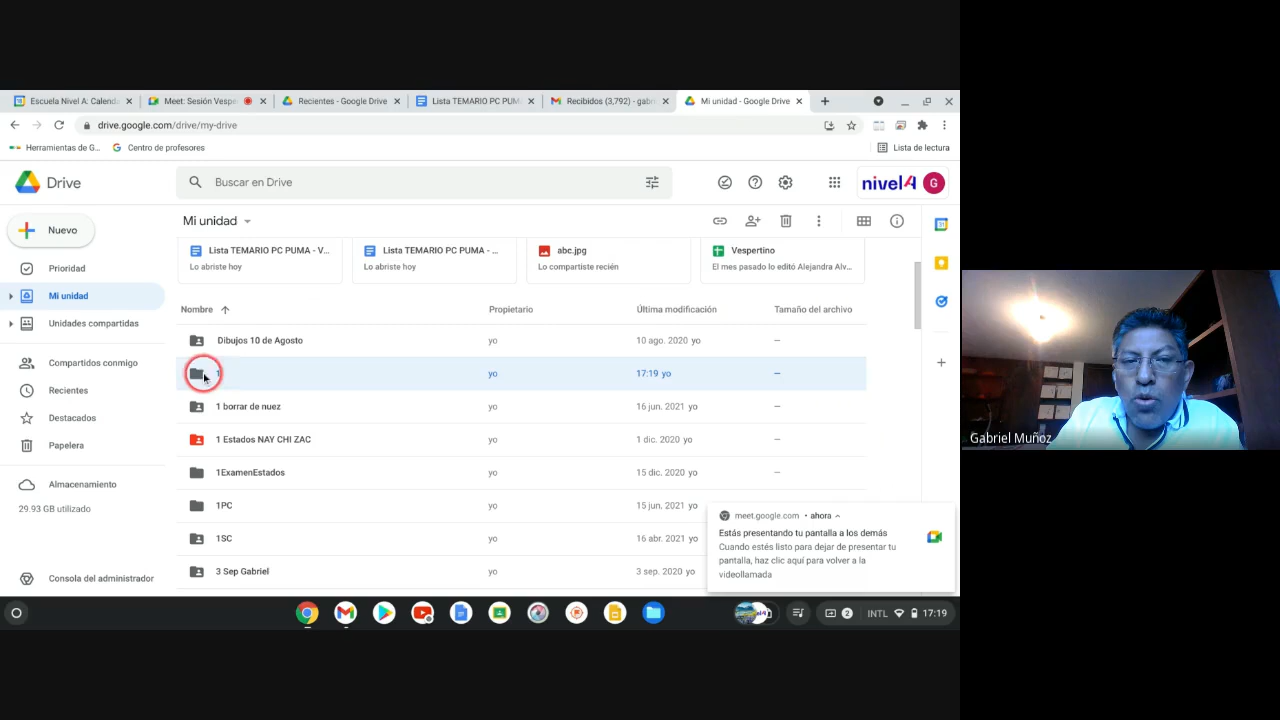 Escuela Nivel A: Calenda
Meet: Sesión Vespe
Recientes - Google Drive
Lista TEMARIO PC PUM
Recibidos (3,792) - gabri
Mi unidad - Google Drive
drive.google.com/drive/my-drive
Herramientas de G...
Centro de profesores
Lista de lectura
Drive
Buscar en Drive
nivel4
G
Nuevo
Mi unidad
Prioridad
Mi unidad
Unidades compartidas
Compartidos conmigo
Recientes
Destacados
Papelera
Almacenamiento
29.93 GB utilizado
Consola del administrador
Lista TEMARIO PC PUMA - V...
Lo abriste hoy
Lista TEMARIO PC PUMA - ...
Lo abriste hoy
abc.jpg
Lo compartiste recién
Vespertino
El mes pasado lo editó Alejandra Alv...
Nombre Propietario Última modificación Tamaño del archivo
Dibujos 10 de Agosto yo 10 ago. 2020 yo —
1 yo 17:19 yo —
1 borrar de nuez yo 16 jun. 2021 yo —
1 Estados NAY CHI ZAC yo 1 dic. 2020 yo —
1ExamenEstados yo 15 dic. 2020 yo —
1PC yo 15 jun. 2021 yo
1SC yo 16 abr. 2021 yo
3 Sep Gabriel yo 3 sep. 2020 yo
meet.google.com • ahora
Estás presentando tu pantalla a los demás
Cuando estés listo para dejar de presentar tu
pantalla, haz clic aquí para volver a la
videollamada
2
INTL
17:19
Gabriel Muñoz